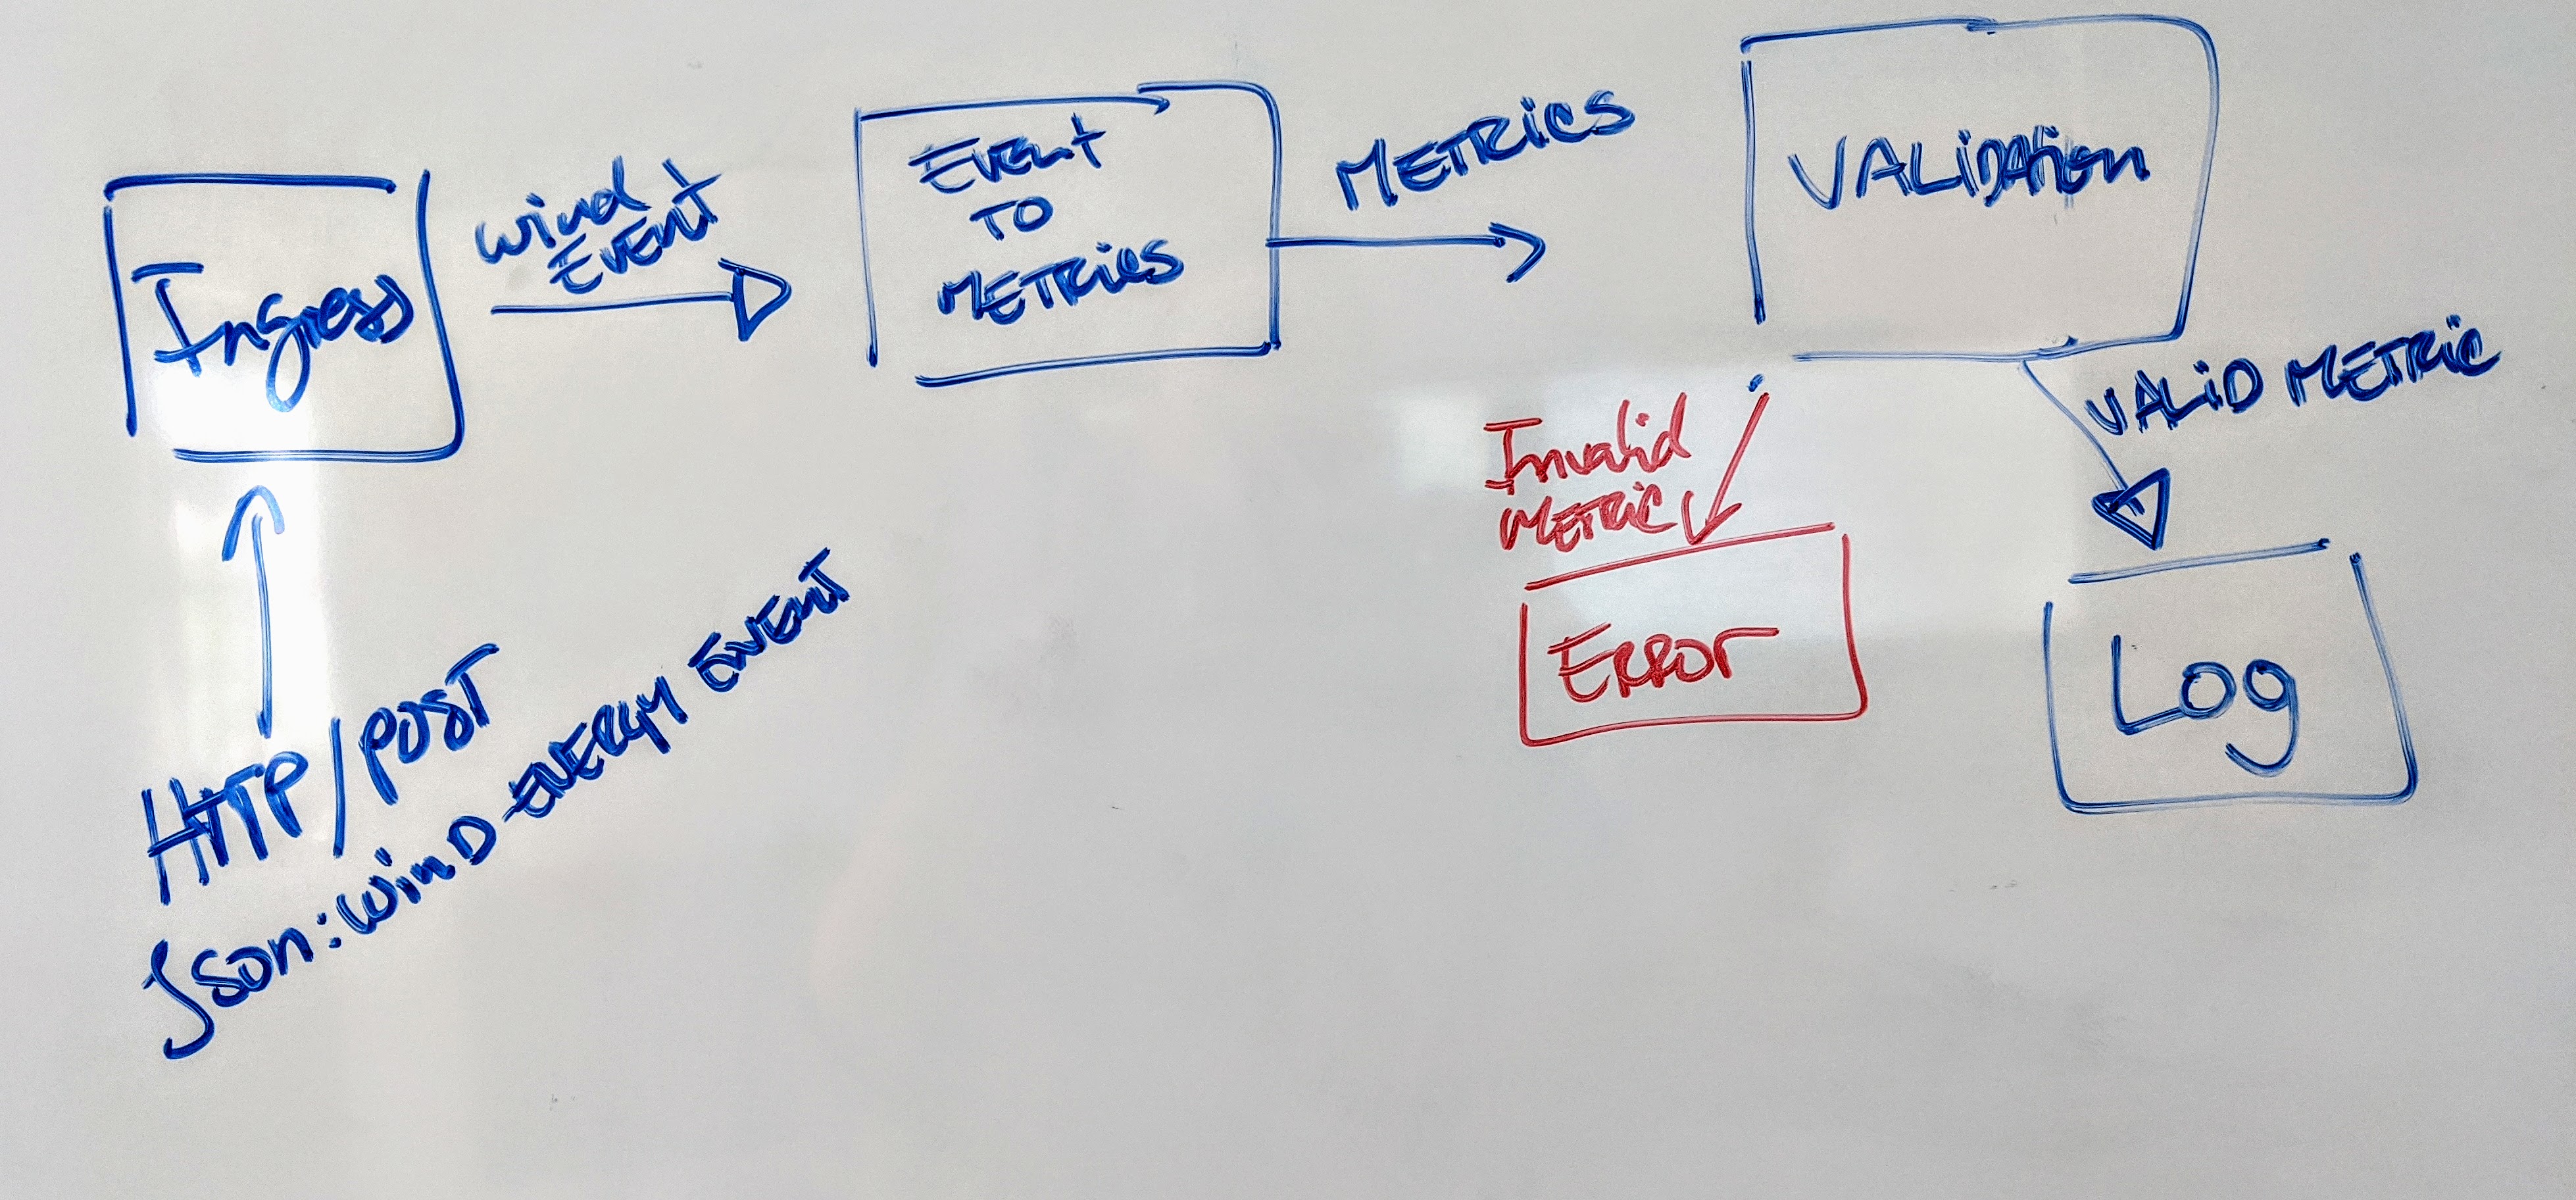 Ingress
Wind
EVENT
EVENT
TO
METRICS
METRICS
VALIDATION
Invalid
METRIC
VALID METRIC
ERROR
Log
HTTP/POST
Json: WIND-ENERGY EVENT